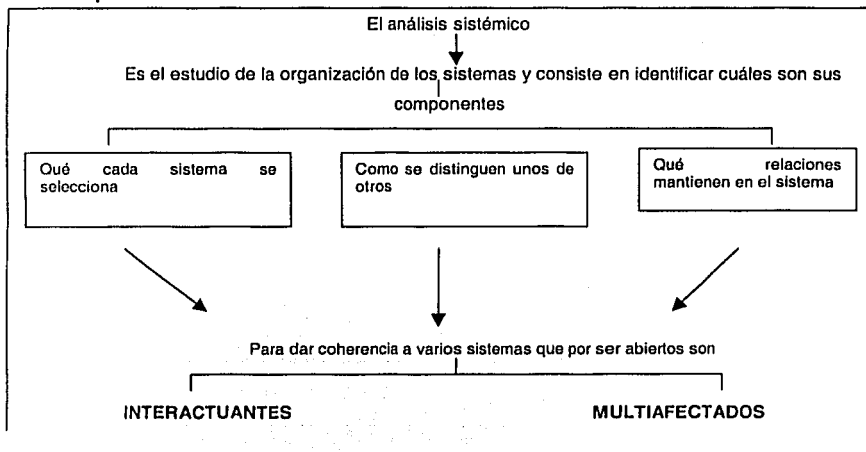 El análisis sistémico
Es el estudio de la organización de los sistemas y consiste en identificar cuáles son sus
componentes
Qué cada sistema se
selecciona
Como se distinguen unos de
otros
Qué relaciones
mantienen en el sistema
Para dar coherencia a varios sistemas que por ser abiertos son
INTERACTUANTES
MULTIAFECTADOS